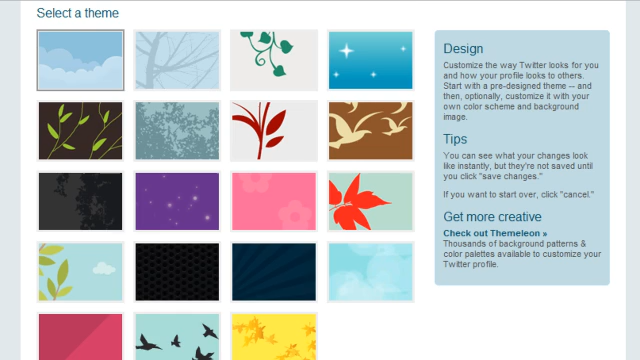 Select a theme
Design
Customize the way Twitter looks for you
and how your profile looks to others.
Start with a pre-designed theme -- and
then, optionally, customize it with your
own color scheme and background
image.
Tips
You can see what your changes look
like instantly, but they're not saved until
you click "save changes."
If you want to start over, click "cancel."
Get more creative
Check out Themeleon »
Thousands of background patterns &
color palettes available to customize your
Twitter profile.